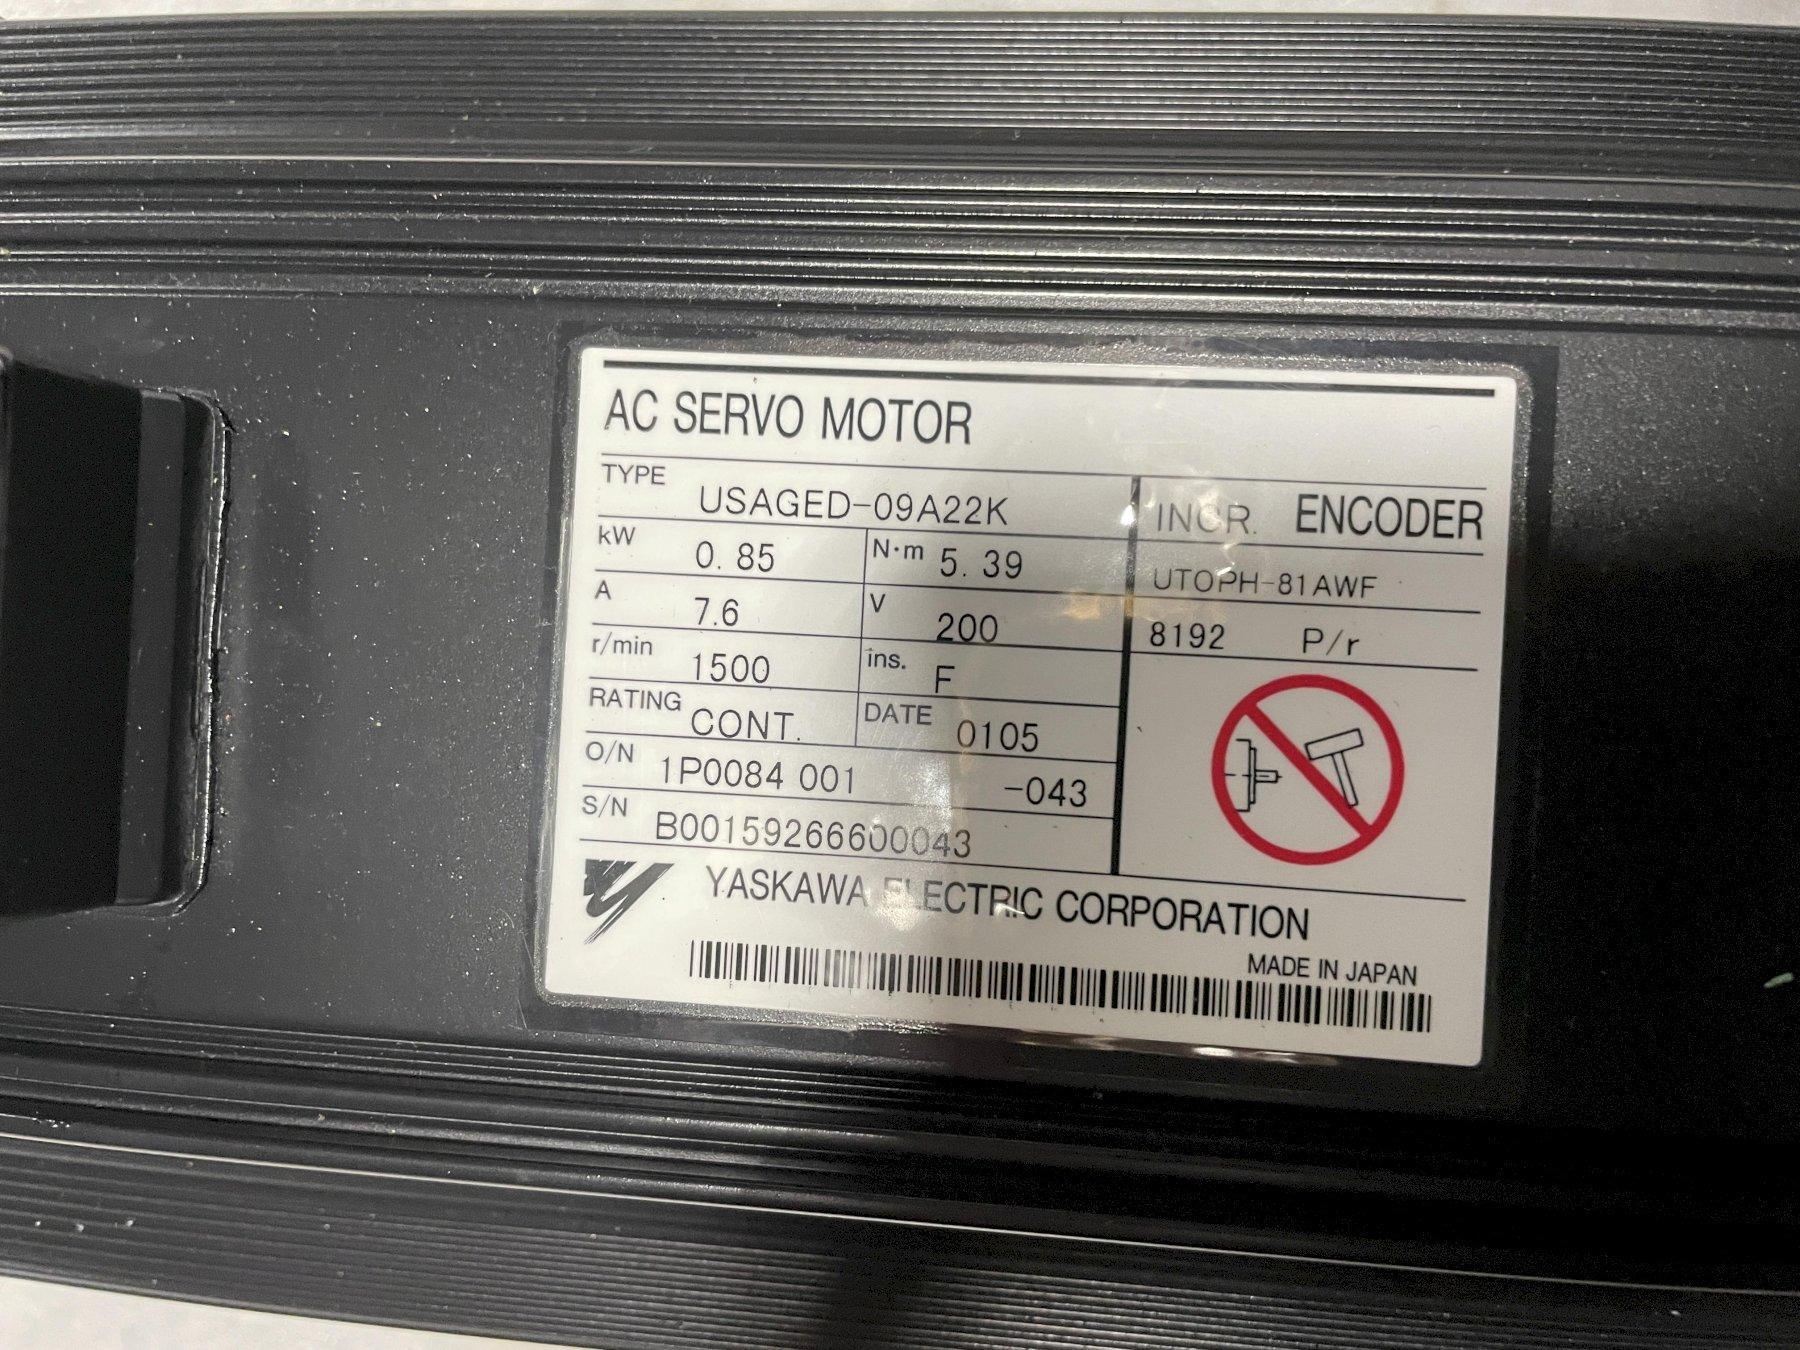 AC SERVO MOTOR
TYPE USAGED-09A22K
kW 0.85 N·m 5.39
A 7.6 V 200
r/min 1500 ins. F
RATING CONT. DATE 0105
O/N 1P0084 001 -043
S/N B00159266600043
INCR. ENCODER
UTOPH-81AWF
8192 P/r
YASKAWA ELECTRIC CORPORATION
MADE IN JAPAN